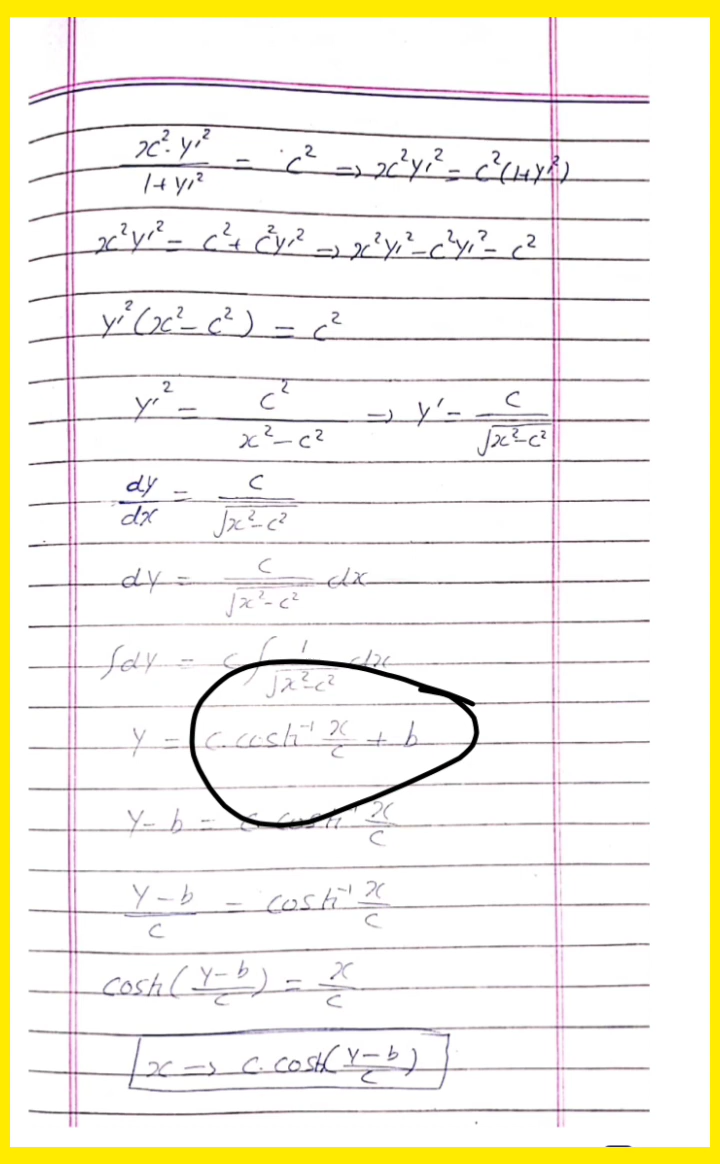 x²·y′² / 1+y′² = c² ⇒ x²y′² = c²(1+y′²)
x²y′² = c² + c²y′² ⇒ x²y′² − c²y′² = c²
y′²(x² − c²) = c²
y′² = c² / x² − c² ⇒ y′ = c / √x² − c²
dy/dx = c / √x² − c²
dy = c / √x² − c² dx
∫dy = c∫ 1 / √x² − c² dx
y = c. cosh⁻¹ x/c + b
y − b = c. cosh⁻¹ x/c
y − b / c = cosh⁻¹ x/c
cosh(y − b / c) = x/c
x ⇒ c. cosh(y − b / c)